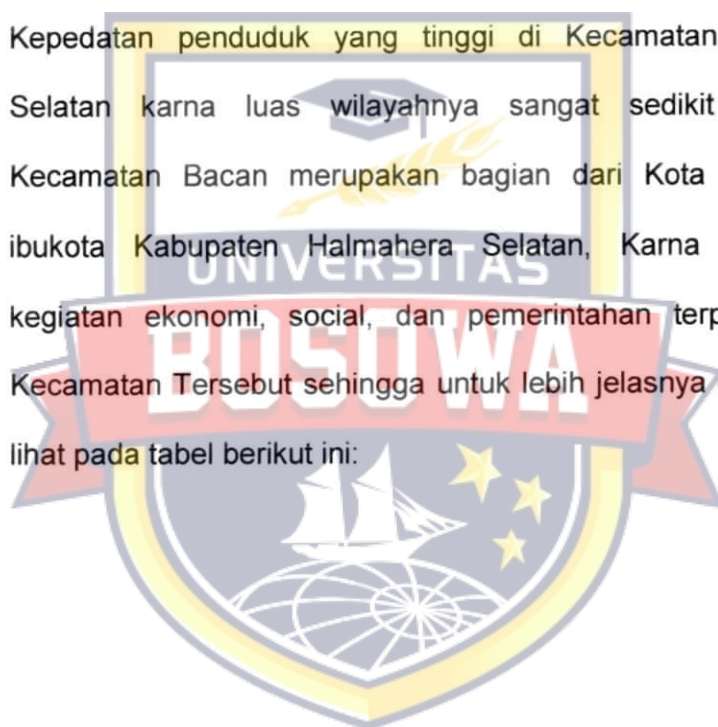 Kepedatan penduduk yang tinggi di Kecamatan
Selatan karna luas wilayahnya sangat sedikit
Kecamatan Bacan merupakan bagian dari Kota
ibukota Kabupaten Halmahera Selatan, Karna
UNIVERSITAS
kegiatan ekonomi, social, dan pemerintahan
BOSOWA
Kecamatan Tersebut sehingga untuk lebih jelasnya
lihat pada tabel berikut ini: